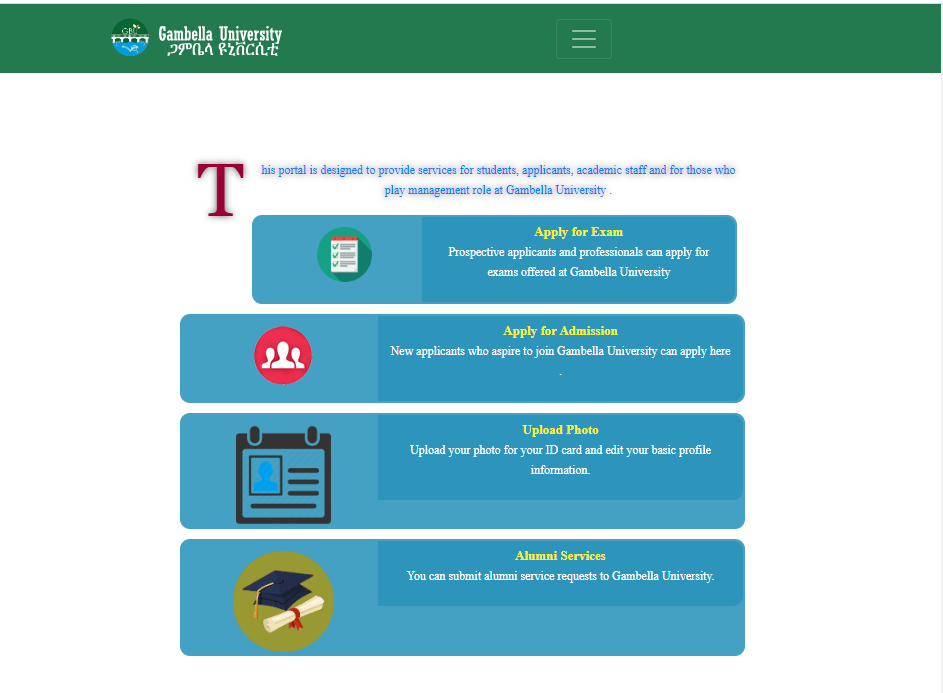 GBU
Gambella University
ጋምቤላ ዩኒቨርሲቲ
This portal is designed to provide services for students, applicants, academic staff and for those who
play management role at Gambella University .
Apply for Exam
Prospective applicants and professionals can apply for
exams offered at Gambella University
Apply for Admission
New applicants who aspire to join Gambella University can apply here
.
Upload Photo
Upload your photo for your ID card and edit your basic profile
information.
Alumni Services
You can submit alumni service requests to Gambella University.